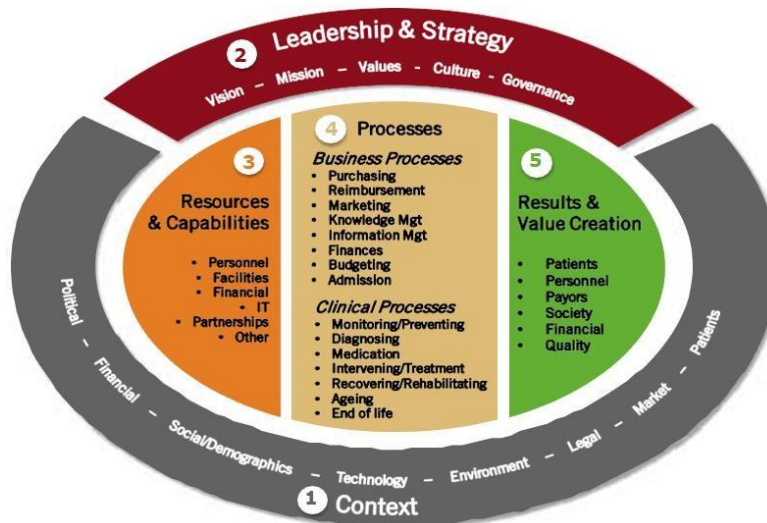 2 Leadership & Strategy
Vision – Mission – Values - Culture - Governance
3
Resources
& Capabilities
• Personnel
• Facilities
• Financial
• IT
• Partnerships
• Other
4 Processes
Business Processes
• Purchasing
• Reimbursement
• Marketing
• Knowledge Mgt
• Information Mgt
• Finances
• Budgeting
• Admission
Clinical Processes
• Monitoring/Preventing
• Diagnosing
• Medication
• Intervening/Treatment
• Recovering/Rehabilitating
• Ageing
• End of life
5
Results &
Value Creation
• Patients
• Personnel
• Payors
• Society
• Financial
• Quality
Political – Financial – Social/Demographics – Technology – Environment – Legal – Market – Patients
1 Context